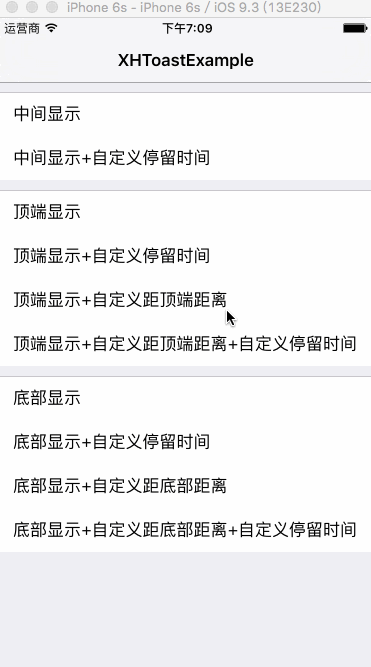 iPhone 6s - iPhone 6s / iOS 9.3 (13E230)
运营商 下午7:09
XHToastExample
中间显示
中间显示+自定义停留时间
顶端显示
顶端显示+自定义停留时间
顶端显示+自定义距顶端距离
顶端显示+自定义距顶端距离+自定义停留时间
底部显示
底部显示+自定义停留时间
底部显示+自定义距底部距离
底部显示+自定义距底部距离+自定义停留时间